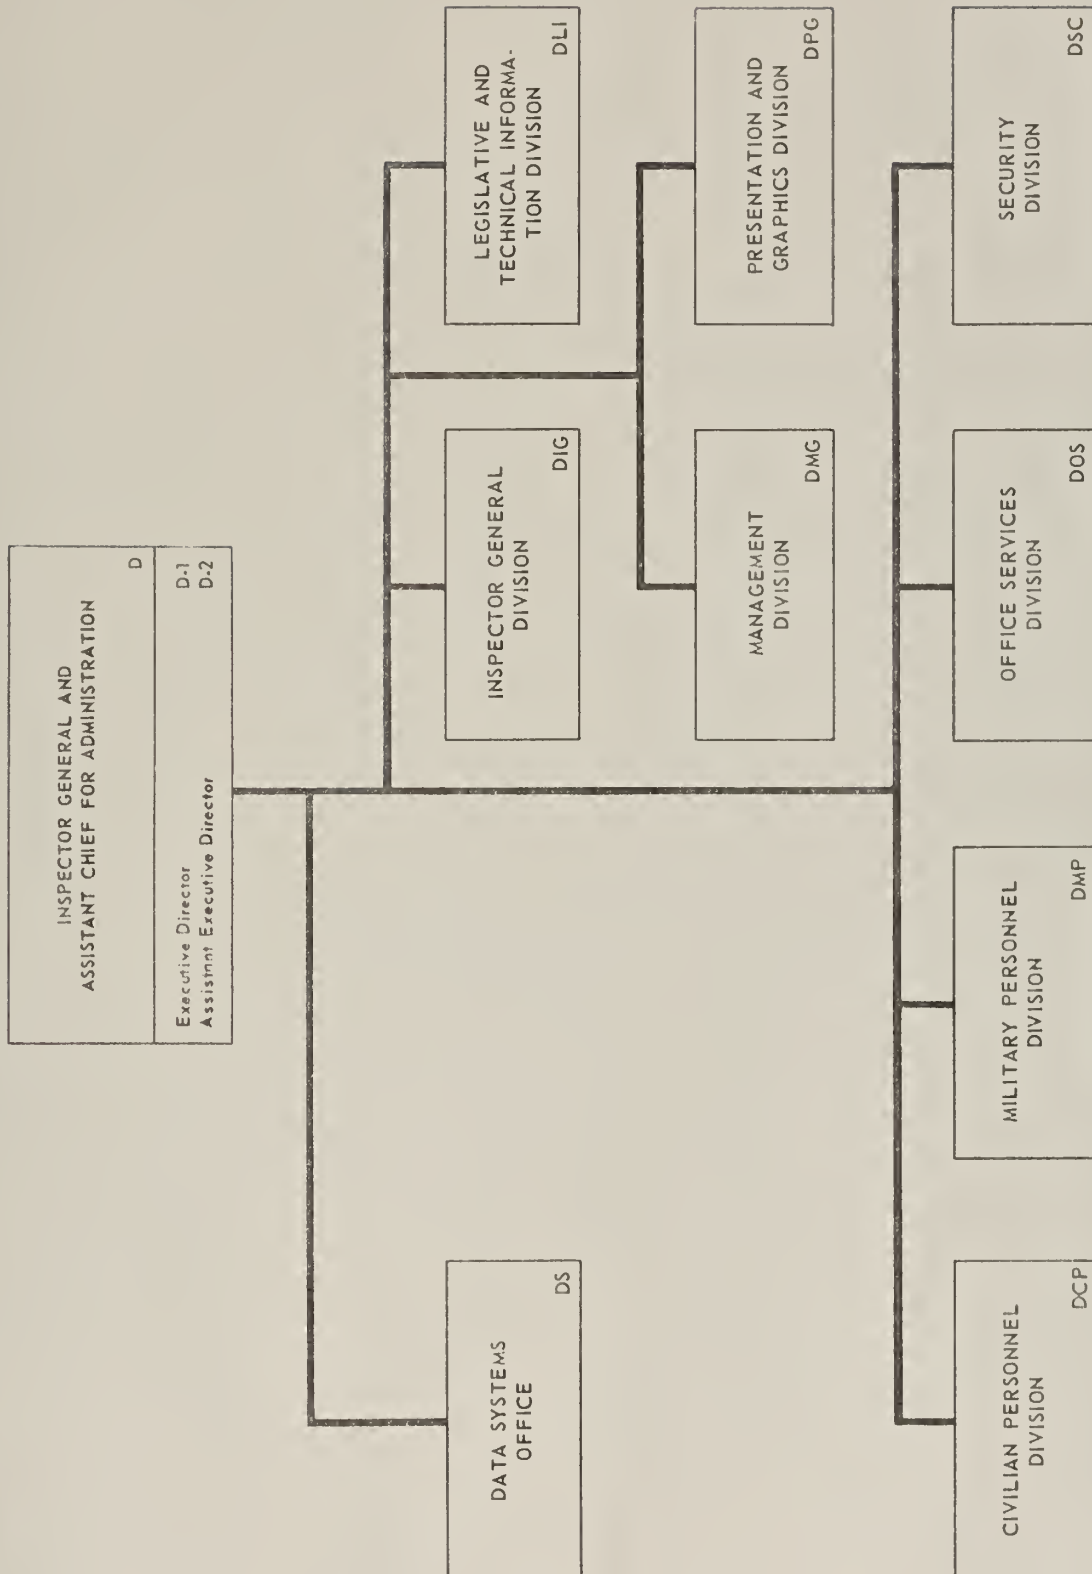 INSPECTOR GENERAL AND
ASSISTANT CHIEF FOR ADMINISTRATION
D
Executive Director D-1
Assistant Executive Director D-2
DATA SYSTEMS
OFFICE
DS
INSPECTOR GENERAL
DIVISION
DIG
LEGISLATIVE AND
TECHNICAL INFORMA-
TION DIVISION
DLI
MANAGEMENT
DIVISION
DMG
PRESENTATION AND
GRAPHICS DIVISION
DPG
CIVILIAN PERSONNEL
DIVISION
DCP
MILITARY PERSONNEL
DIVISION
DMP
OFFICE SERVICES
DIVISION
DOS
SECURITY
DIVISION
DSC